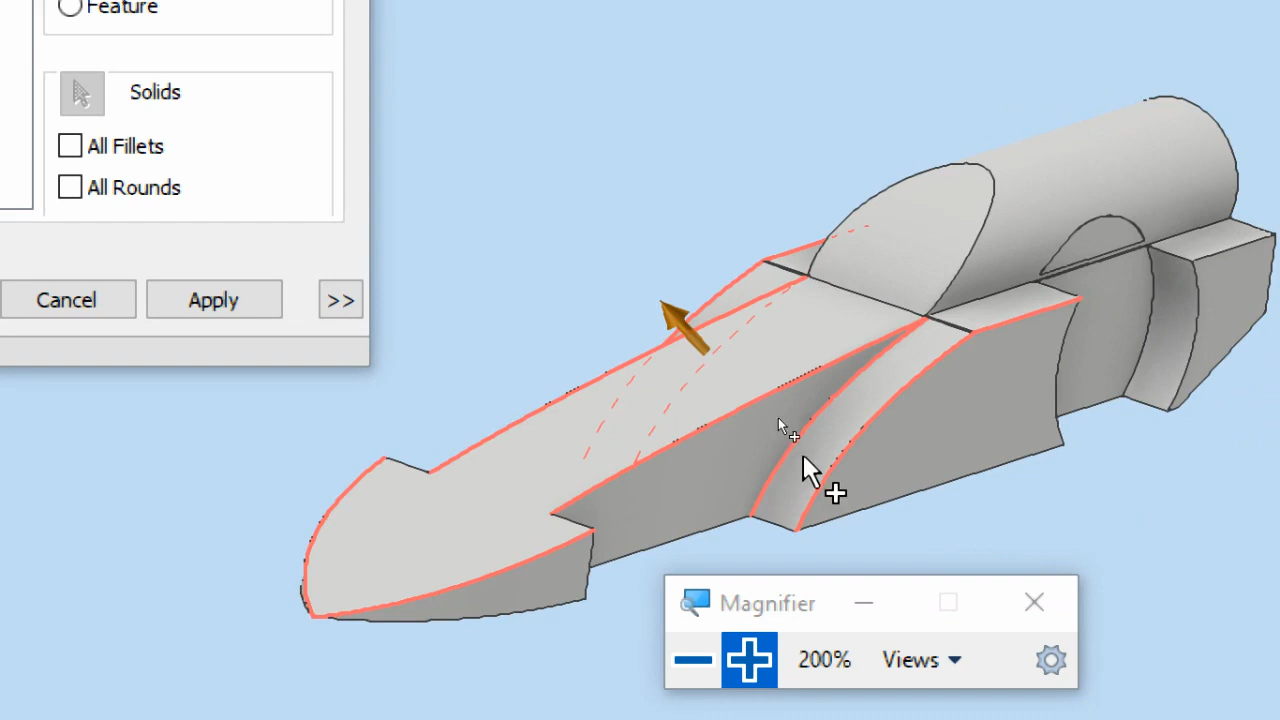 Feature
Solids
All Fillets
All Rounds
Cancel
Apply
>>
Magnifier
200%
Views